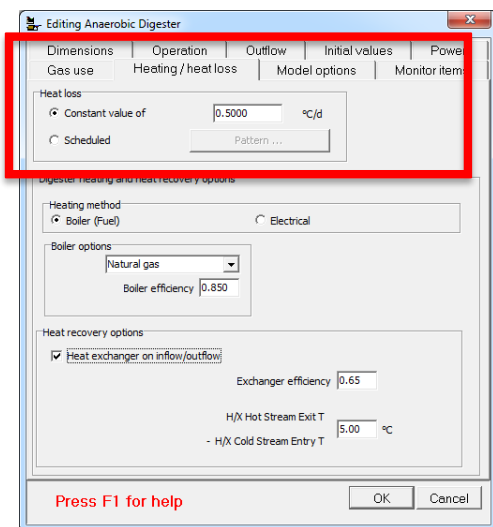 Editing Anaerobic Digester
Dimensions Operation Outflow Initial values Power
Gas use Heating / heat loss Model options Monitor items
Heat loss
Constant value of 0.5000 ºC/d
Scheduled Pattern ...
Digester heating and heat recovery options
Heating method
Boiler (Fuel) Electrical
Boiler options
Natural gas
Boiler efficiency 0.850
Heat recovery options
Heat exchanger on inflow/outflow
Exchanger efficiency 0.65
H/X Hot Stream Exit T
5.00 ºC
- H/X Cold Stream Entry T
Press F1 for help OK Cancel